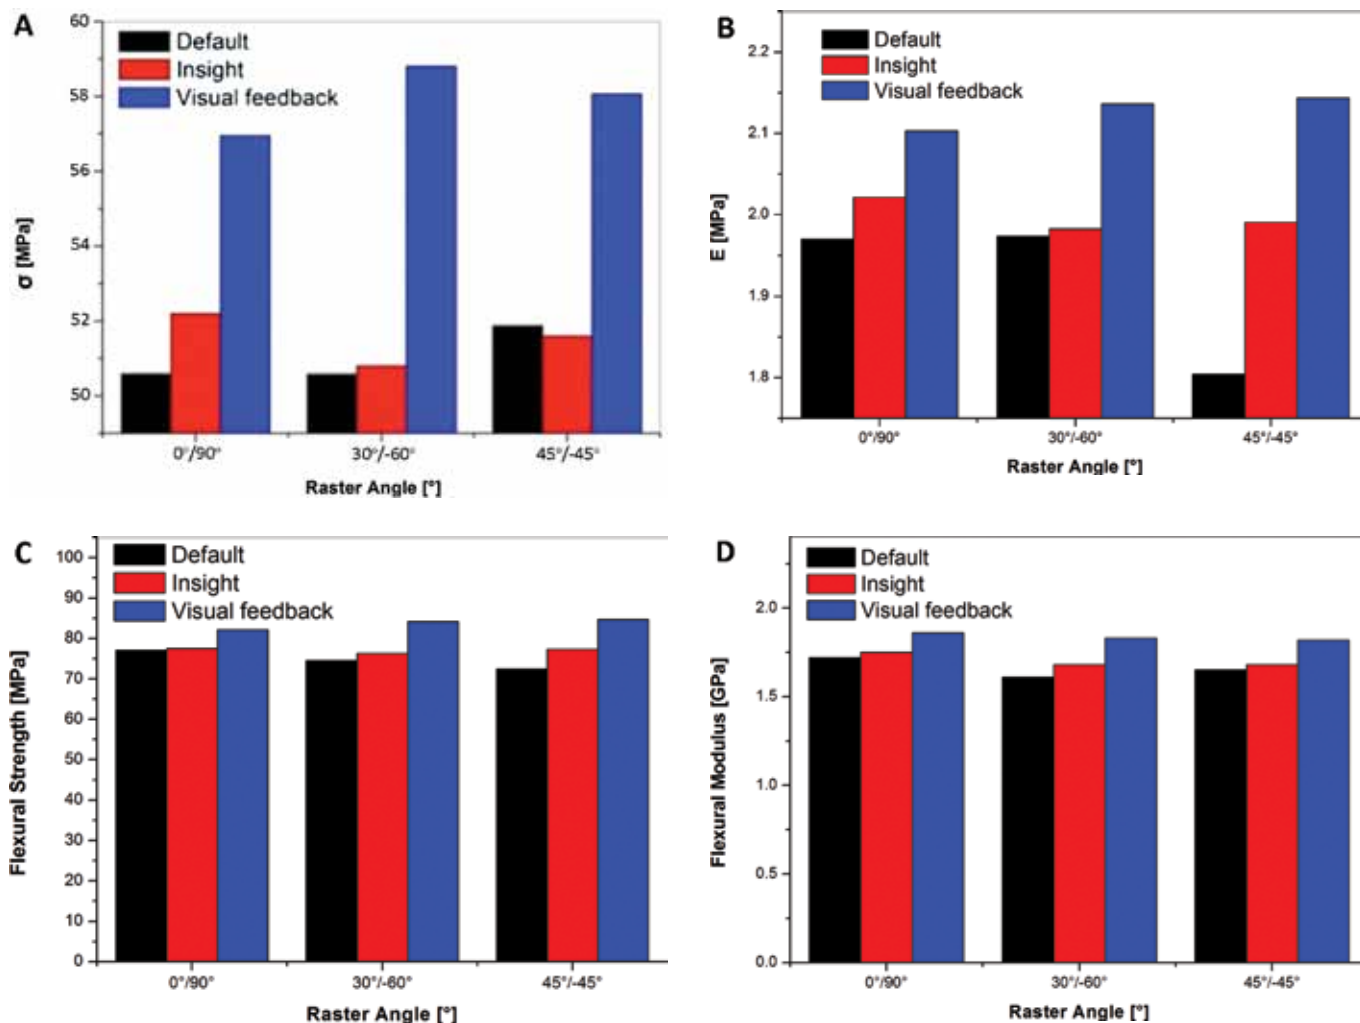 A
60
58
56
54
52
50
σ [MPa]
Default
Insight
Visual feedback
0°/90°
30°/-60°
45°/-45°
Raster Angle [°]
B
2.2
2.1
2.0
1.9
1.8
E [MPa]
Default
Insight
Visual feedback
0°/90°
30°/-60°
45°/-45°
Raster Angle [°]
C
100
90
80
70
60
50
40
30
20
10
0
Flexural Strength [MPa]
Default
Insight
Visual feedback
0°/90°
30°/-60°
45°/-45°
Raster Angle [°]
D
2.0
1.5
1.0
0.5
0.0
Flexural Modulus [GPa]
Default
Insight
Visual feedback
0°/90°
30°/-60°
45°/-45°
Raster Angle [°]